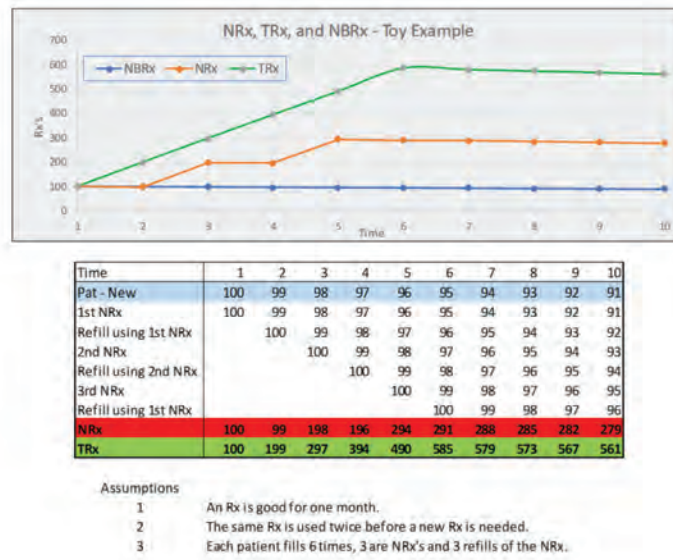 NRx, TRx, and NBRx - Toy Example
700
600
500
400
300
200
100
0
Rx's
NBRx NRx TRx
1 2 3 4 5 6 7 8 9 10
Time
Time 1 2 3 4 5 6 7 8 9 10
Pat - New 100 99 98 97 96 95 94 93 92 91
1st NRx 100 99 98 97 96 95 94 93 92 91
Refill using 1st NRx 100 99 98 97 96 95 94 93 92
2nd NRx 100 99 98 97 96 95 94 93
Refill using 2nd NRx 100 99 98 97 96 95 94
3rd NRx 100 99 98 97 96 95
Refill using 1st NRx 100 99 98 97 96
NRx 100 99 198 196 294 291 288 285 282 279
TRx 100 199 297 394 490 585 579 573 567 561
Assumptions
1 An Rx is good for one month.
2 The same Rx is used twice before a new Rx is needed.
3 Each patient fills 6 times, 3 are NRx's and 3 refills of the NRx.